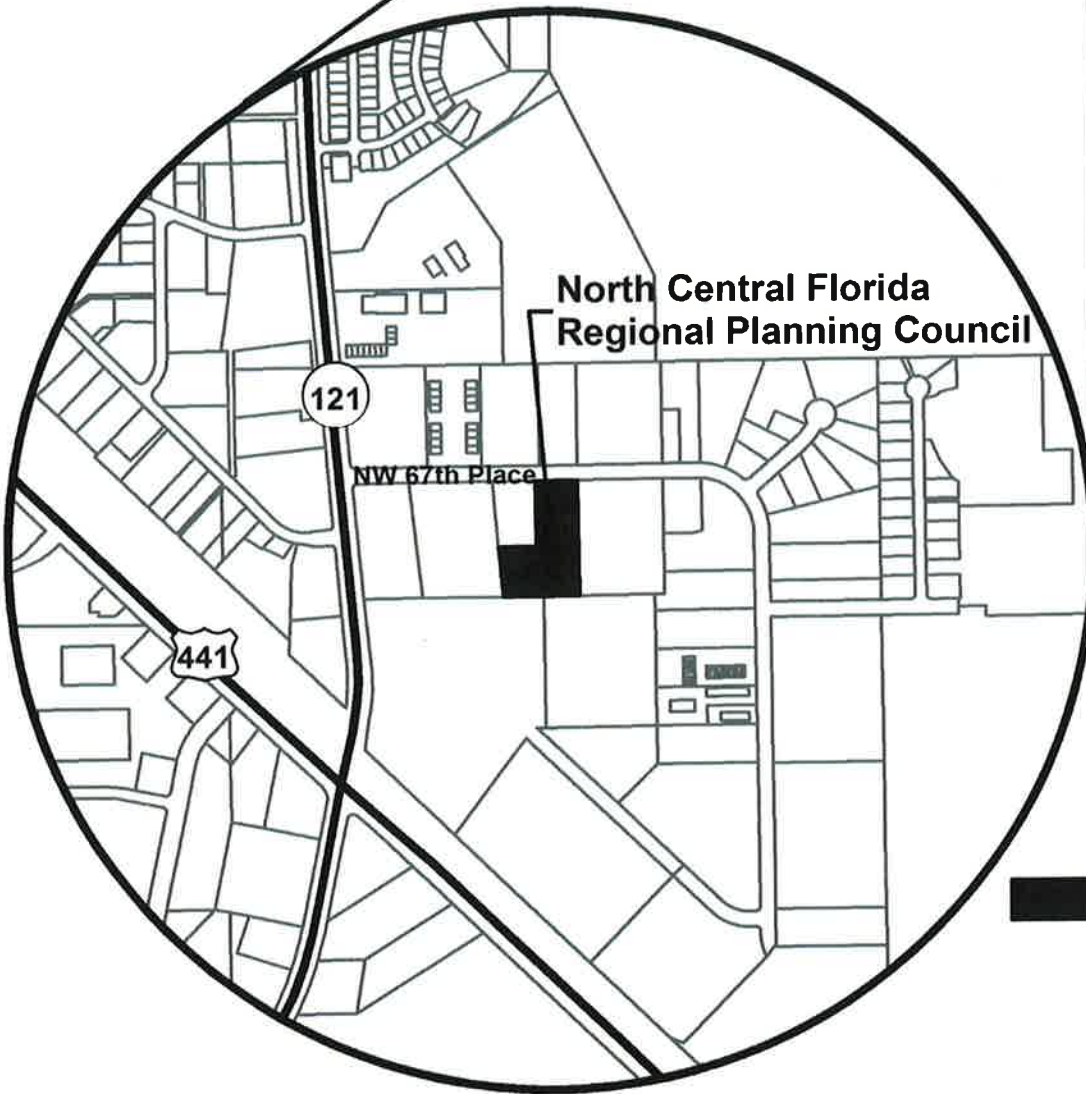 North Central Florida
Regional Planning Council
121
NW 67th Place
441